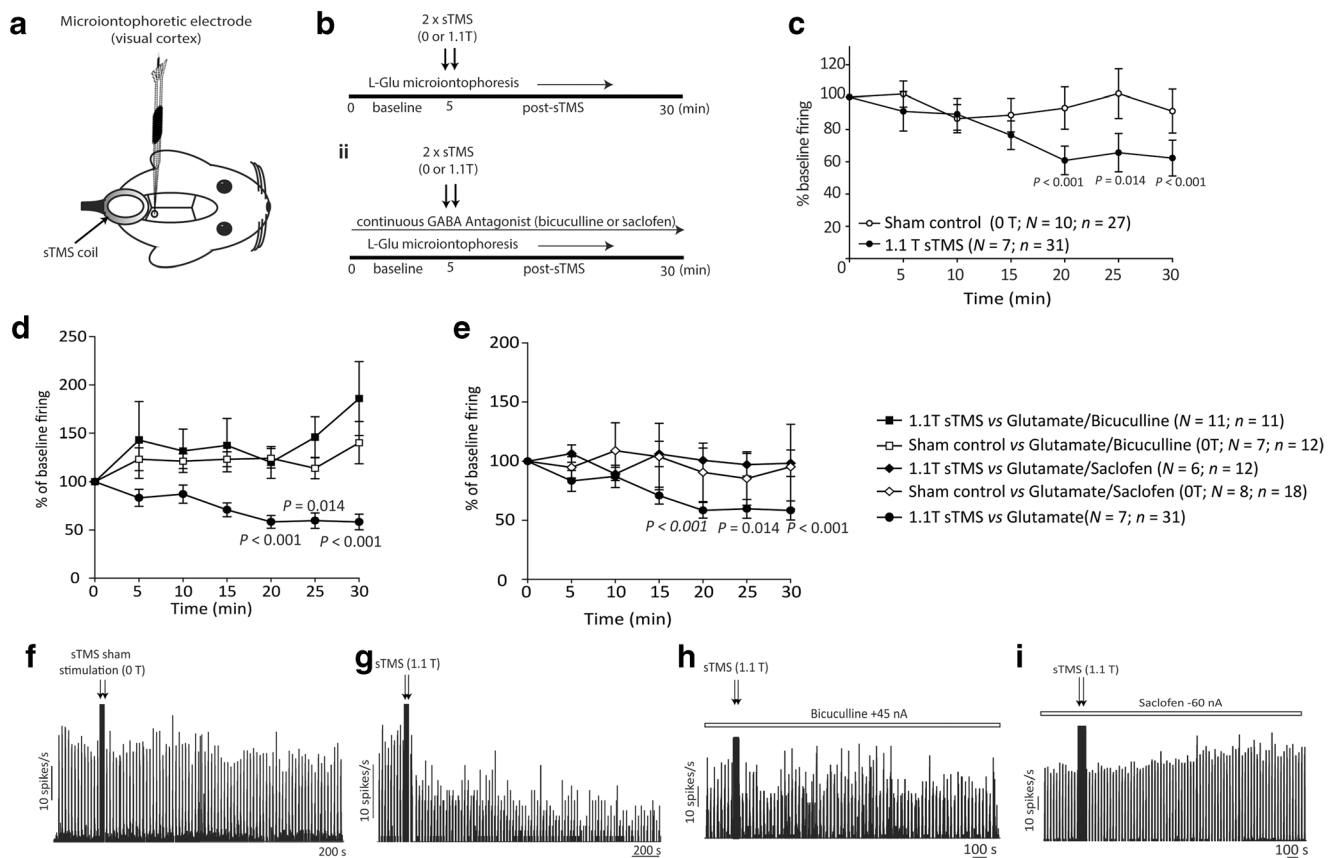 a
Microiontophoretic electrode
(visual cortex)
sTMS coil
b
2 x sTMS
(0 or 1.1T)
L-Glu microiontophoresis
0 baseline 5 post-sTMS 30 (min)
ii
2 x sTMS
(0 or 1.1T)
continuous GABA Antagonist (bicuculline or saclofen)
L-Glu microiontophoresis
0 baseline 5 post-sTMS 30 (min)
c
% baseline firing
120
100
80
60
40
20
0
P < 0.001 P = 0.014 P < 0.001
Sham control (0 T; N = 10; n = 27)
1.1 T sTMS (N = 7; n = 31)
0 5 10 15 20 25 30
Time (min)
d
% of baseline firing
250
200
150
100
50
0
P = 0.014
P < 0.001 P < 0.001
0 5 10 15 20 25 30
Time (min)
e
% of baseline firing
200
150
100
50
0
P < 0.001 P = 0.014 P < 0.001
0 5 10 15 20 25 30
Time (min)
1.1T sTMS vs Glutamate/Bicuculline (N = 11; n = 11)
Sham control vs Glutamate/Bicuculline (0T; N = 7; n = 12)
1.1T sTMS vs Glutamate/Saclofen (N = 6; n = 12)
Sham control vs Glutamate/Saclofen (0T; N = 8; n = 18)
1.1T sTMS vs Glutamate(N = 7; n = 31)
f
sTMS sham
stimulation (0 T)
10 spikes/s
200 s
g
sTMS (1.1 T)
10 spikes/s
200 s
h
sTMS (1.1 T)
Bicuculline +45 nA
10 spikes/s
100 s
i
sTMS (1.1 T)
Saclofen -60 nA
10 spikes/s
100 s